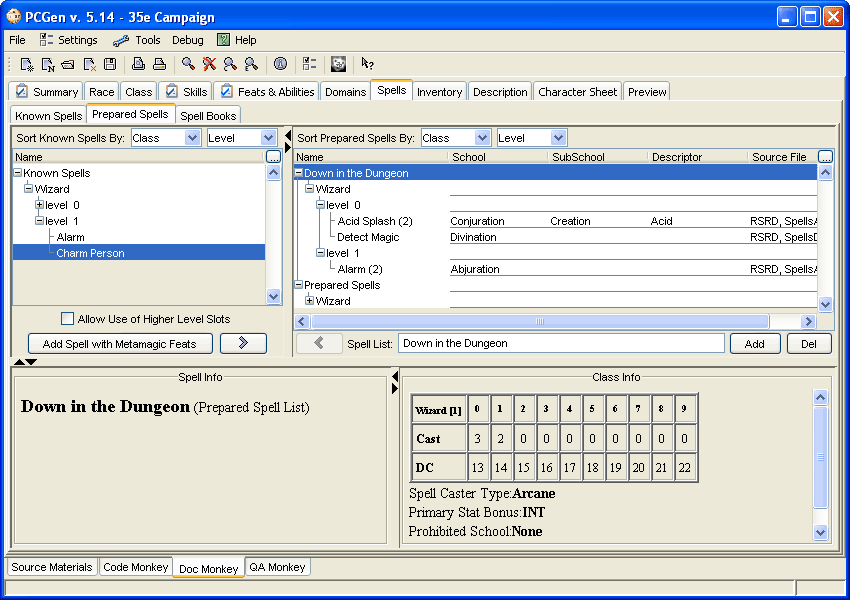 PCGen v. 5.14 - 35e Campaign
File Settings Tools Debug Help
Summary Race Class Skills Feats & Abilities Domains Spells Inventory Description Character Sheet Preview
Known Spells Prepared Spells Spell Books
Sort Known Spells By: Class Level
Name ...
Known Spells
Wizard
level 0
level 1
Alarm
Charm Person
Allow Use of Higher Level Slots
Add Spell with Metamagic Feats
Sort Prepared Spells By: Class Level
Name School SubSchool Descriptor Source File ...
Down in the Dungeon
Wizard
level 0
Acid Splash (2) Conjuration Creation Acid RSRD, SpellsA
Detect Magic Divination RSRD, SpellsD
level 1
Alarm (2) Abjuration RSRD, SpellsA
Prepared Spells
Wizard
Spell List: Down in the Dungeon Add Del
Spell Info
Down in the Dungeon (Prepared Spell List)
Class Info
Wizard [1] 0 1 2 3 4 5 6 7 8 9
Cast 3 2 0 0 0 0 0 0 0 0
DC 13 14 15 16 17 18 19 20 21 22
Spell Caster Type:Arcane
Primary Stat Bonus:INT
Prohibited School:None
Source Materials Code Monkey Doc Monkey QA Monkey